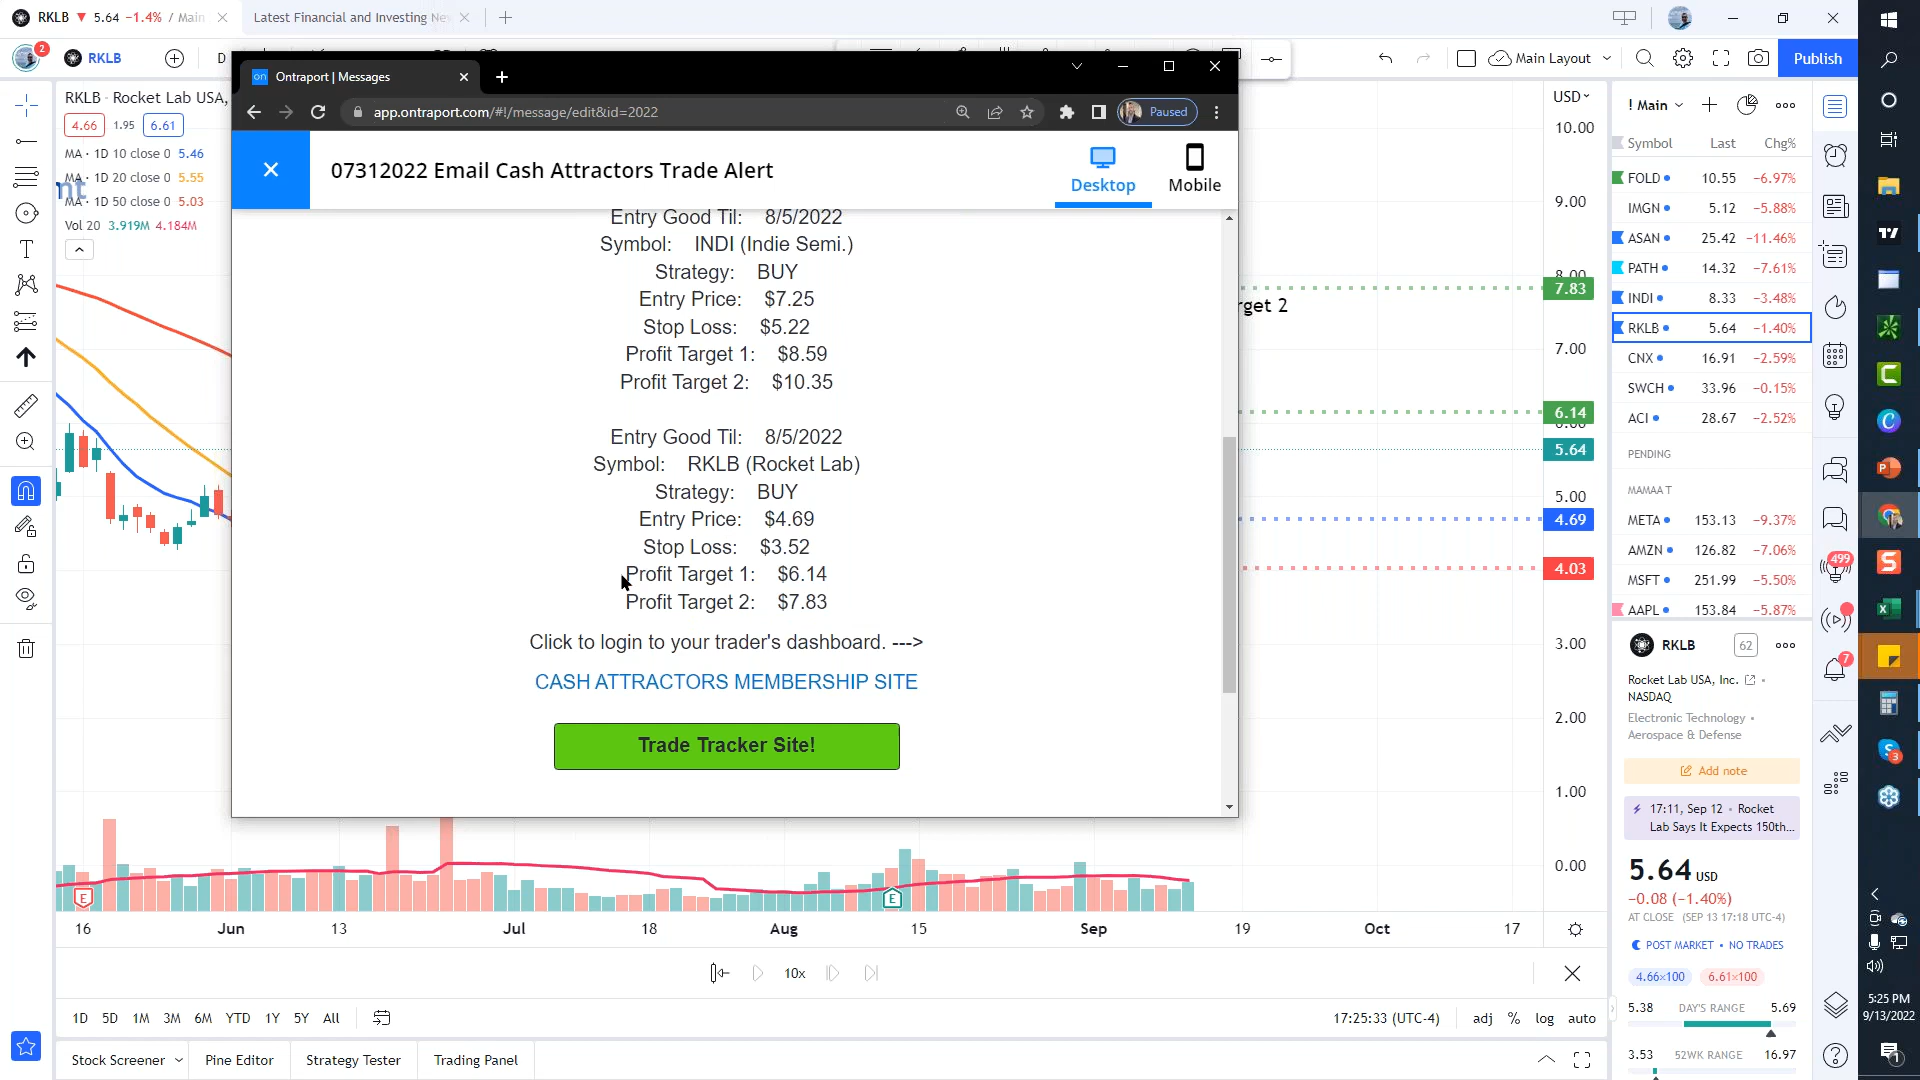 RKLB ▼ 5.64 −1.4% / Main
Latest Financial and Investing Ne
2
RKLB
D
Main Layout
Publish
Ontraport | Messages
app.ontraport.com/#!/message/edit&id=2022
Paused
07312022 Email Cash Attractors Trade Alert
Desktop
Mobile
RKLB · Rocket Lab USA,
4.66 1.95 6.61
MA · 1D 10 close 0 5.46
MA · 1D 20 close 0 5.55
MA · 1D 50 close 0 5.03
Vol 20 3.919M 4.184M
nt
Entry Good Til: 8/5/2022
Symbol: INDI (Indie Semi.)
Strategy: BUY
Entry Price: $7.25
Stop Loss: $5.22
Profit Target 1: $8.59
Profit Target 2: $10.35
Entry Good Til: 8/5/2022
Symbol: RKLB (Rocket Lab)
Strategy: BUY
Entry Price: $4.69
Stop Loss: $3.52
Profit Target 1: $6.14
Profit Target 2: $7.83
Click to login to your trader's dashboard. --->
CASH ATTRACTORS MEMBERSHIP SITE
Trade Tracker Site!
rget 2
USD
10.00
9.00
8.00
7.83
7.00
6.14
6.00
5.64
5.00
4.69
4.03
3.00
2.00
1.00
0.00
! Main
Symbol Last Chg%
FOLD 10.55 −6.97%
IMGN 5.12 −5.88%
ASAN 25.42 −11.46%
PATH 14.32 −7.61%
INDI 8.33 −3.48%
RKLB 5.64 −1.40%
CNX 16.91 −2.59%
SWCH 33.96 −0.15%
ACI 28.67 −2.52%
PENDING
MAMAA T
META 153.13 −9.37%
AMZN 126.82 −7.06%
MSFT 251.99 −5.50%
AAPL 153.84 −5.87%
RKLB 62
Rocket Lab USA, Inc.
NASDAQ
Electronic Technology •
Aerospace & Defense
Add note
17:11, Sep 12 • Rocket
Lab Says It Expects 150th...
5.64 USD
−0.08 (−1.40%)
AT CLOSE (SEP 13 17:18 UTC-4)
POST MARKET • NO TRADES
4.66×100 6.61×100
5.38 DAY'S RANGE 5.69
3.53 52WK RANGE 16.97
499
7
3
E
E
16 Jun 13 Jul 18 Aug 15 Sep 19 Oct 17
10x
1D 5D 1M 3M 6M YTD 1Y 5Y All
17:25:33 (UTC-4) adj % log auto
Stock Screener Pine Editor Strategy Tester Trading Panel
5:25 PM
9/13/2022
1